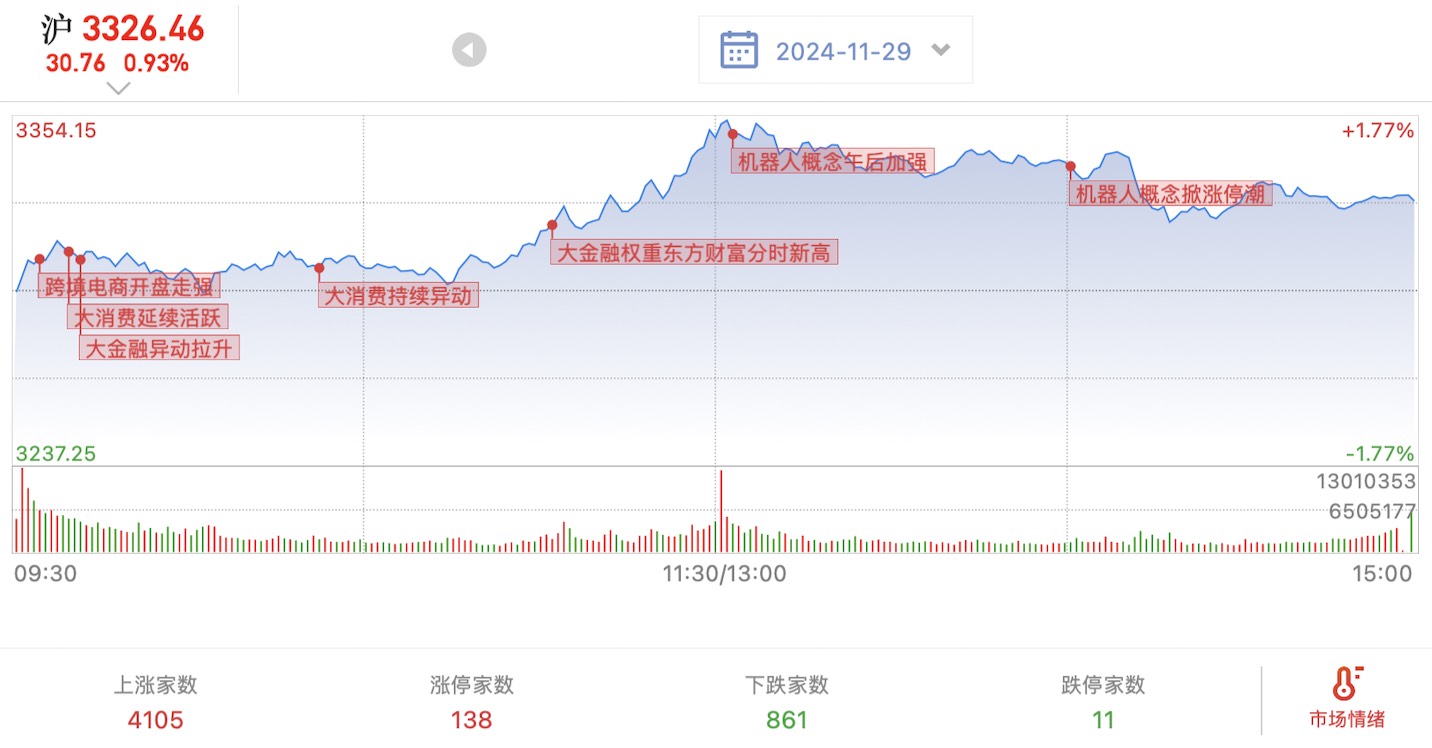 沪 3326.46
30.76 0.93%
2024-11-29
3354.15
+1.77%
机器人概念午后加强
机器人概念掀涨停潮
大金融权重东方财富分时新高
跨境电商开盘走强
大消费持续异动
大消费延续活跃
大金融异动拉升
3237.25
-1.77%
13010353
6505177
09:30
11:30/13:00
15:00
上涨家数
涨停家数
下跌家数
跌停家数
4105
138
861
11
市场情绪